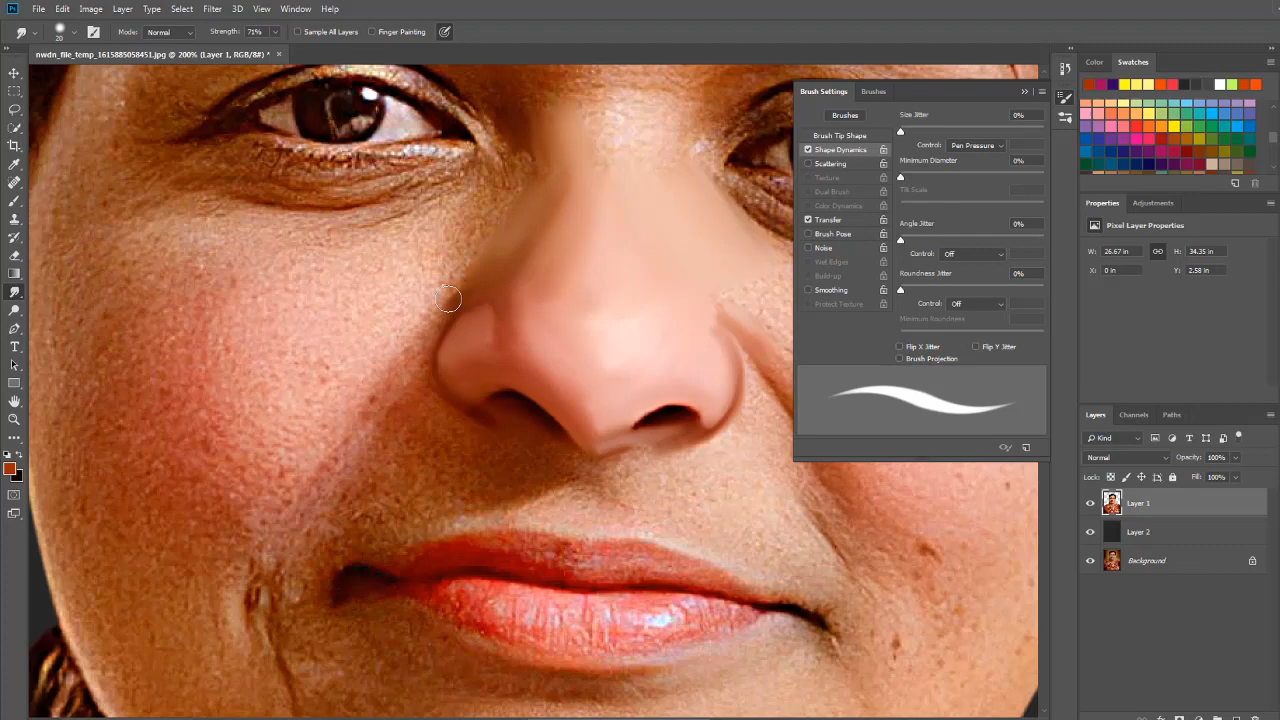 Ps File Edit Image Layer Type Select Filter 3D View Window Help
20 Mode: Normal Strength: 71% Sample All Layers Finger Painting
nwdn_file_temp_1615885058451.jpg @ 200% (Layer 1, RGB/8#) * ×
Color Swatches
Brush Settings Brushes
Brushes
Size Jitter 0%
Brush Tip Shape
Shape Dynamics
Control: Pen Pressure
Scattering
Minimum Diameter 0%
Texture
Dual Brush
Tilt Scale
Color Dynamics
Transfer
Angle Jitter 0%
Brush Pose
Noise
Control: Off
Wet Edges
Build-up
Roundness Jitter 0%
Smoothing
Protect Texture
Control: Off
Minimum Roundness
Flip X Jitter Flip Y Jitter
Brush Projection
Properties Adjustments
Pixel Layer Properties
W: 26.67 in H: 34.35 in
X: 0 in Y: 2.58 in
Layers Channels Paths
Kind
Normal Opacity: 100%
Lock: Fill: 100%
Layer 1
Layer 2
Background